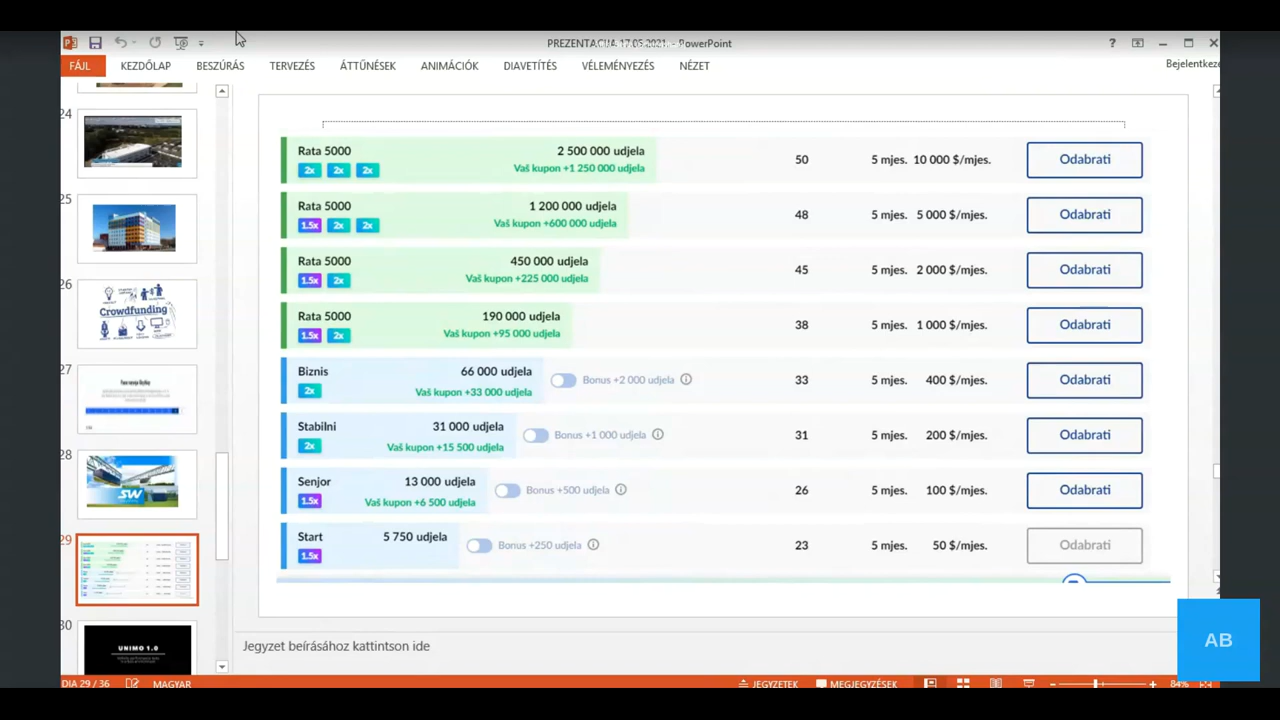 PREZENTACIJA 17.05.2021. - PowerPoint
FÁJL
KEZDŐLAP
BESZÚRÁS
TERVEZÉS
ÁTTŰNÉSEK
ANIMÁCIÓK
DIAVETÍTÉS
VÉLEMÉNYEZÉS
NÉZET
Bejelentkezé
24
25
26
Crowdfunding
27
28
SW
29
30
UNIMO 1.0
Rata 5000 2 500 000 udjela 50 5 mjes. 10 000 $/mjes. Odabrati
2x 2x 2x Vaš kupon +1 250 000 udjela
Rata 5000 1 200 000 udjela 48 5 mjes. 5 000 $/mjes. Odabrati
1.5x 2x 2x Vaš kupon +600 000 udjela
Rata 5000 450 000 udjela 45 5 mjes. 2 000 $/mjes. Odabrati
1.5x 2x Vaš kupon +225 000 udjela
Rata 5000 190 000 udjela 38 5 mjes. 1 000 $/mjes. Odabrati
1.5x 2x Vaš kupon +95 000 udjela
Biznis 66 000 udjela Bonus +2 000 udjela 33 5 mjes. 400 $/mjes. Odabrati
2x Vaš kupon +33 000 udjela
Stabilni 31 000 udjela Bonus +1 000 udjela 31 5 mjes. 200 $/mjes. Odabrati
2x Vaš kupon +15 500 udjela
Senjor 13 000 udjela Bonus +500 udjela 26 5 mjes. 100 $/mjes. Odabrati
1.5x Vaš kupon +6 500 udjela
Start 5 750 udjela Bonus +250 udjela 23 5 mjes. 50 $/mjes. Odabrati
1.5x
Jegyzet beírásához kattintson ide
AB
DIA 29 / 36 MAGYAR JEGYZETEK MEGJEGYZÉSEK 84%